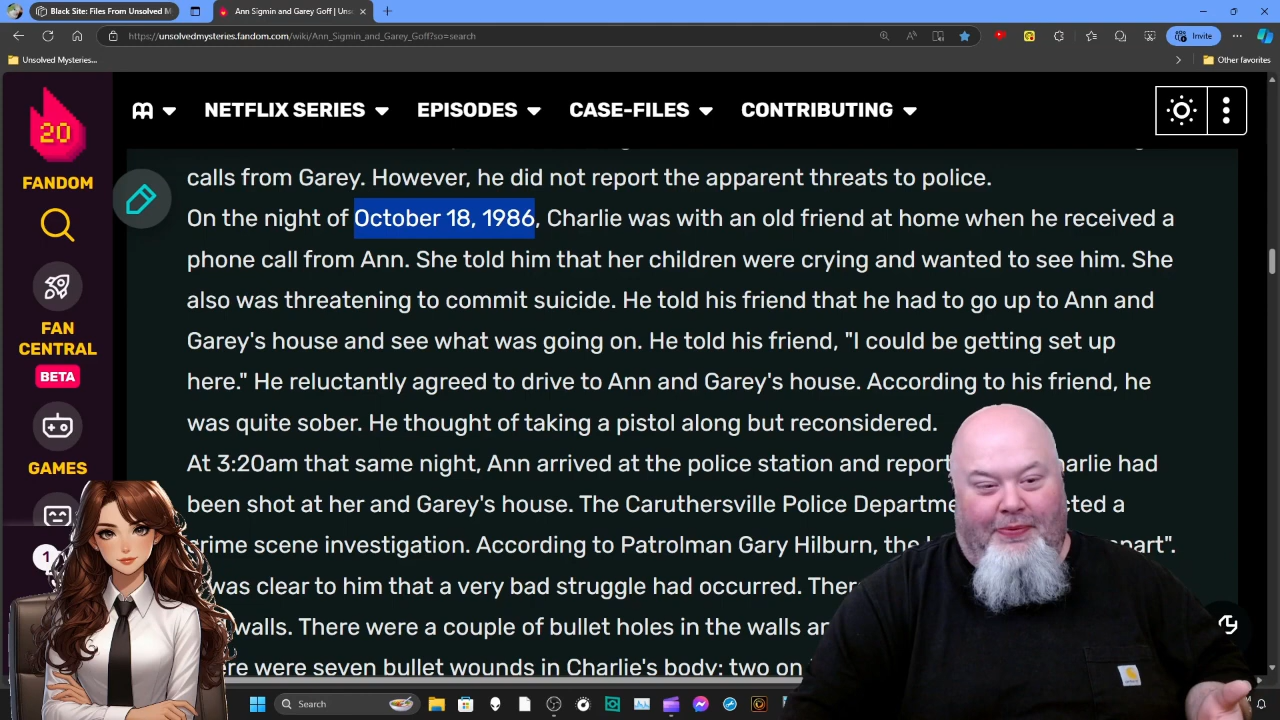 Black Site: Files From Unsolved M
Ann Sigmin and Garey Goff | Uns
https://unsolvedmysteries.fandom.com/wiki/Ann_Sigmin_and_Garey_Goff?so=search
Invite
Unsolved Mysteries...
Other favorites
20
FANDOM
NETFLIX SERIES
EPISODES
CASE-FILES
CONTRIBUTING
calls from Garey. However, he did not report the apparent threats to police.
On the night of October 18, 1986, Charlie was with an old friend at home when he received a
phone call from Ann. She told him that her children were crying and wanted to see him. She
also was threatening to commit suicide. He told his friend that he had to go up to Ann and
Garey's house and see what was going on. He told his friend, "I could be getting set up
here." He reluctantly agreed to drive to Ann and Garey's house. According to his friend, he
was quite sober. He thought of taking a pistol along but reconsidered.
At 3:20am that same night, Ann arrived at the police station and harlie had
been shot at her and Garey's house. The Caruthersville Police cted a
rime scene investigation. According to Patrolman Gary Hilburn, the apart".
was clear to him that a very bad struggle had occurred.
walls. There were a couple of bullet holes in the walls
ere were seven bullet wounds in Charlie's body; two on
FAN
CENTRAL
BETA
GAMES
1
Search